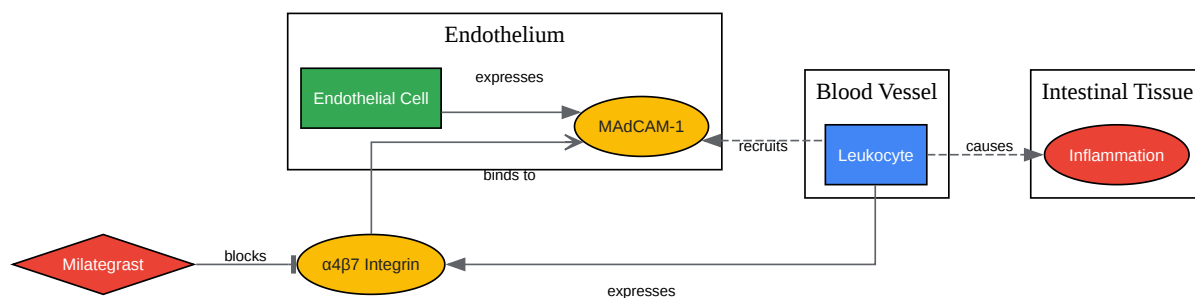 Endothelium
expresses
Endothelial Cell
MAdCAM-1
binds to
Blood Vessel
recruits
Leukocyte
causes
Intestinal Tissue
Inflammation
Milategrast
blocks
α4β7 Integrin
expresses